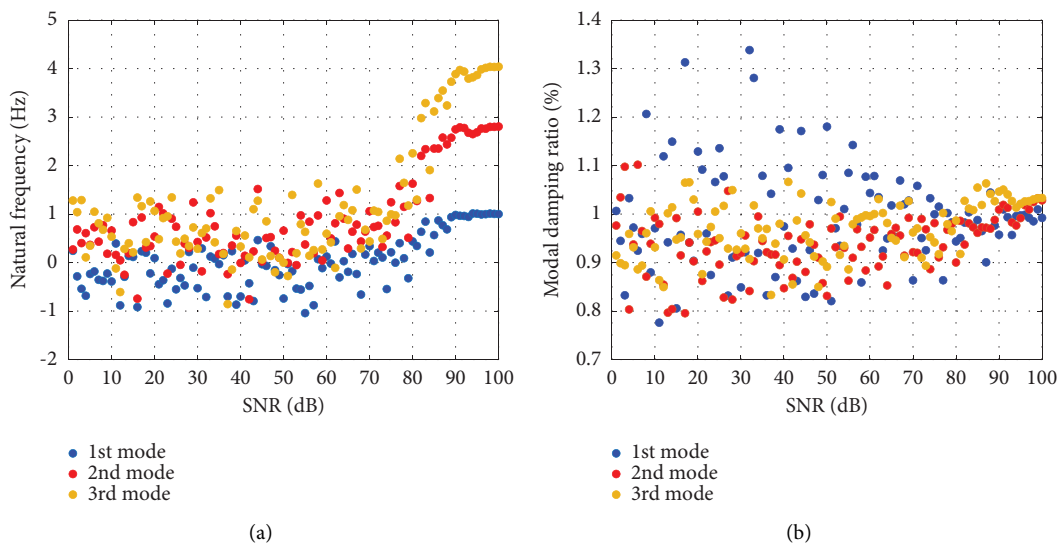 5
4
3
2
1
0
-1
-2
Natural frequency (Hz)
0 10 20 30 40 50 60 70 80 90 100
SNR (dB)
1st mode
2nd mode
3rd mode
(a)
1.4
1.3
1.2
1.1
1
0.9
0.8
0.7
Modal damping ratio (%)
0 10 20 30 40 50 60 70 80 90 100
SNR (dB)
1st mode
2nd mode
3rd mode
(b)